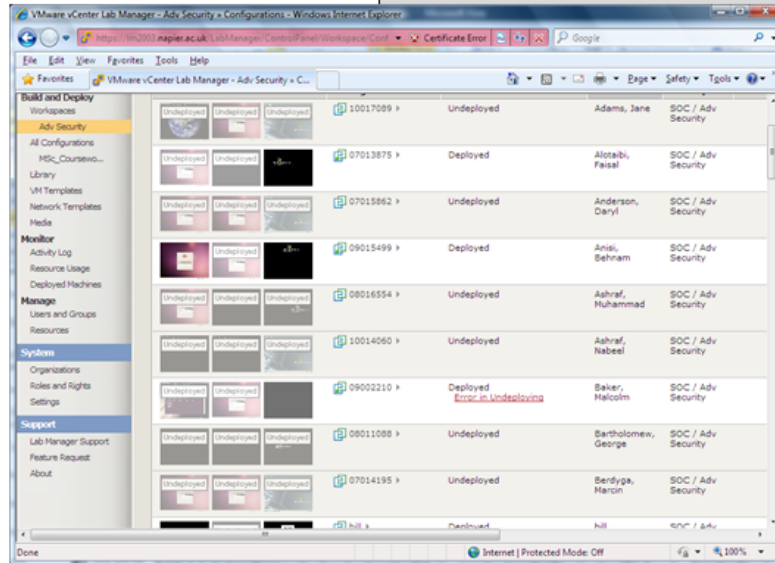 VMware vCenter Lab Manager - Adv Security » Configurations - Windows Internet Explorer
https://lm2003.napier.ac.uk/LabManager/ControlPanel/Workspace/Conf Certificate Error Google
File Edit View Favorites Tools Help
Favorites VMware vCenter Lab Manager - Adv Security » C... Page Safety Tools
Build and Deploy
Workspaces
Adv Security
All Configurations
MSc_Coursewo...
Library
VM Templates
Network Templates
Media
Monitor
Activity Log
Resource Usage
Deployed Machines
Manage
Users and Groups
Resources
System
Organizations
Roles and Rights
Settings
Support
Lab Manager Support
Feature Request
About
Undeployed Undeployed Undeployed 10017089 Undeployed Adams, Jane SOC / Adv
Security
Undeployed 07013875 Deployed Alotaibi, SOC / Adv
Faisal Security
Undeployed Undeployed Undeployed 07015862 Undeployed Anderson, SOC / Adv
Daryl Security
Undeployed 09015499 Deployed Anisi, SOC / Adv
Behnam Security
Undeployed Undeployed Undeployed 08016554 Undeployed Ashraf, SOC / Adv
Muhammad Security
Undeployed Undeployed Undeployed 10014060 Undeployed Ashraf, SOC / Adv
Nabeel Security
Undeployed Undeployed 09002210 Deployed Baker, SOC / Adv
Error in Undeploying Malcolm Security
Undeployed Undeployed Undeployed 08011088 Undeployed Bartholomew, SOC / Adv
George Security
Undeployed Undeployed Undeployed 07014195 Undeployed Berdyga, SOC / Adv
Marcin Security
bill Deployed bill SOC / Adv
Done Internet | Protected Mode: Off 100%